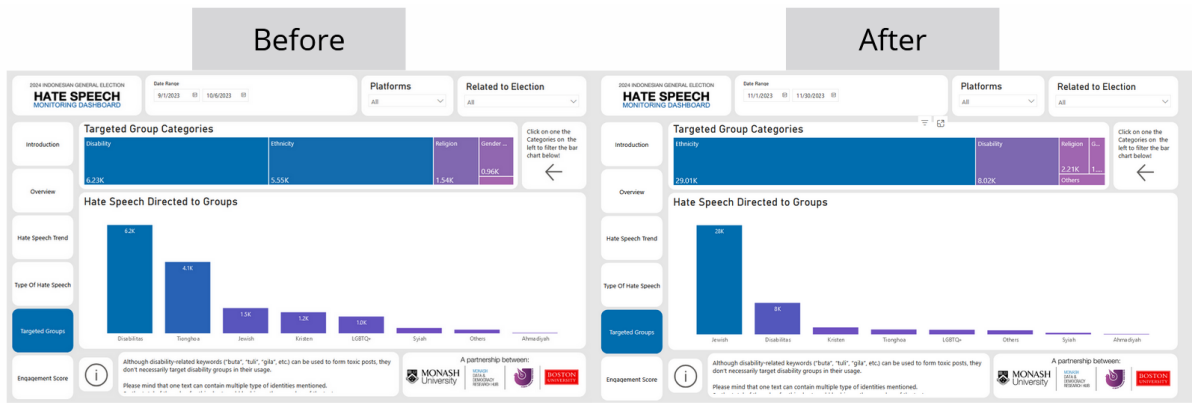 Before
2024 INDONESIAN GENERAL ELECTION
HATE SPEECH
MONITORING DASHBOARD
Date Range
9/1/2023
10/6/2023
Platforms
All
Related to Election
All
Introduction
Overview
Hate Speech Trend
Type Of Hate Speech
Targeted Groups
Engagement Score
Targeted Group Categories
Disability
6.23K
Ethnicity
5.55K
Religion
1.54K
Gender ...
0.96K
Click on one the
Categories on the
left to filter the bar
chart below!
Hate Speech Directed to Groups
6.2K
4.1K
1.5K
1.2K
1.0K
Disabilitas
Tionghoa
Jewish
Kristen
LGBTQ+
Syiah
Others
Ahmadiyah
Although disability-related keywords ("buta", "tuli", "gila", etc.) can be used to form toxic posts, they
don't necessarily target disability groups in their usage.
Please mind that one text can contain multiple type of identities mentioned.
A partnership between:
MONASH
University
MONASH
DATA &
DEMOCRACY
RESEARCH HUB
BOSTON
UNIVERSITY
After
2024 INDONESIAN GENERAL ELECTION
HATE SPEECH
MONITORING DASHBOARD
Date Range
11/1/2023
11/30/2023
Platforms
All
Related to Election
All
Introduction
Overview
Hate Speech Trend
Type Of Hate Speech
Targeted Groups
Engagement Score
Targeted Group Categories
Ethnicity
29.01K
Disability
8.02K
Religion
2.21K
G...
1...
Others
Click on one the
Categories on the
left to filter the bar
chart below!
Hate Speech Directed to Groups
28K
8K
Jewish
Disabilitas
Kristen
Tionghoa
LGBTQ+
Others
Syiah
Ahmadiyah
Although disability-related keywords ("buta", "tuli", "gila", etc.) can be used to form toxic posts, they
don't necessarily target disability groups in their usage.
Please mind that one text can contain multiple type of identities mentioned.
A partnership between:
MONASH
University
MONASH
DATA &
DEMOCRACY
RESEARCH HUB
BOSTON
UNIVERSITY